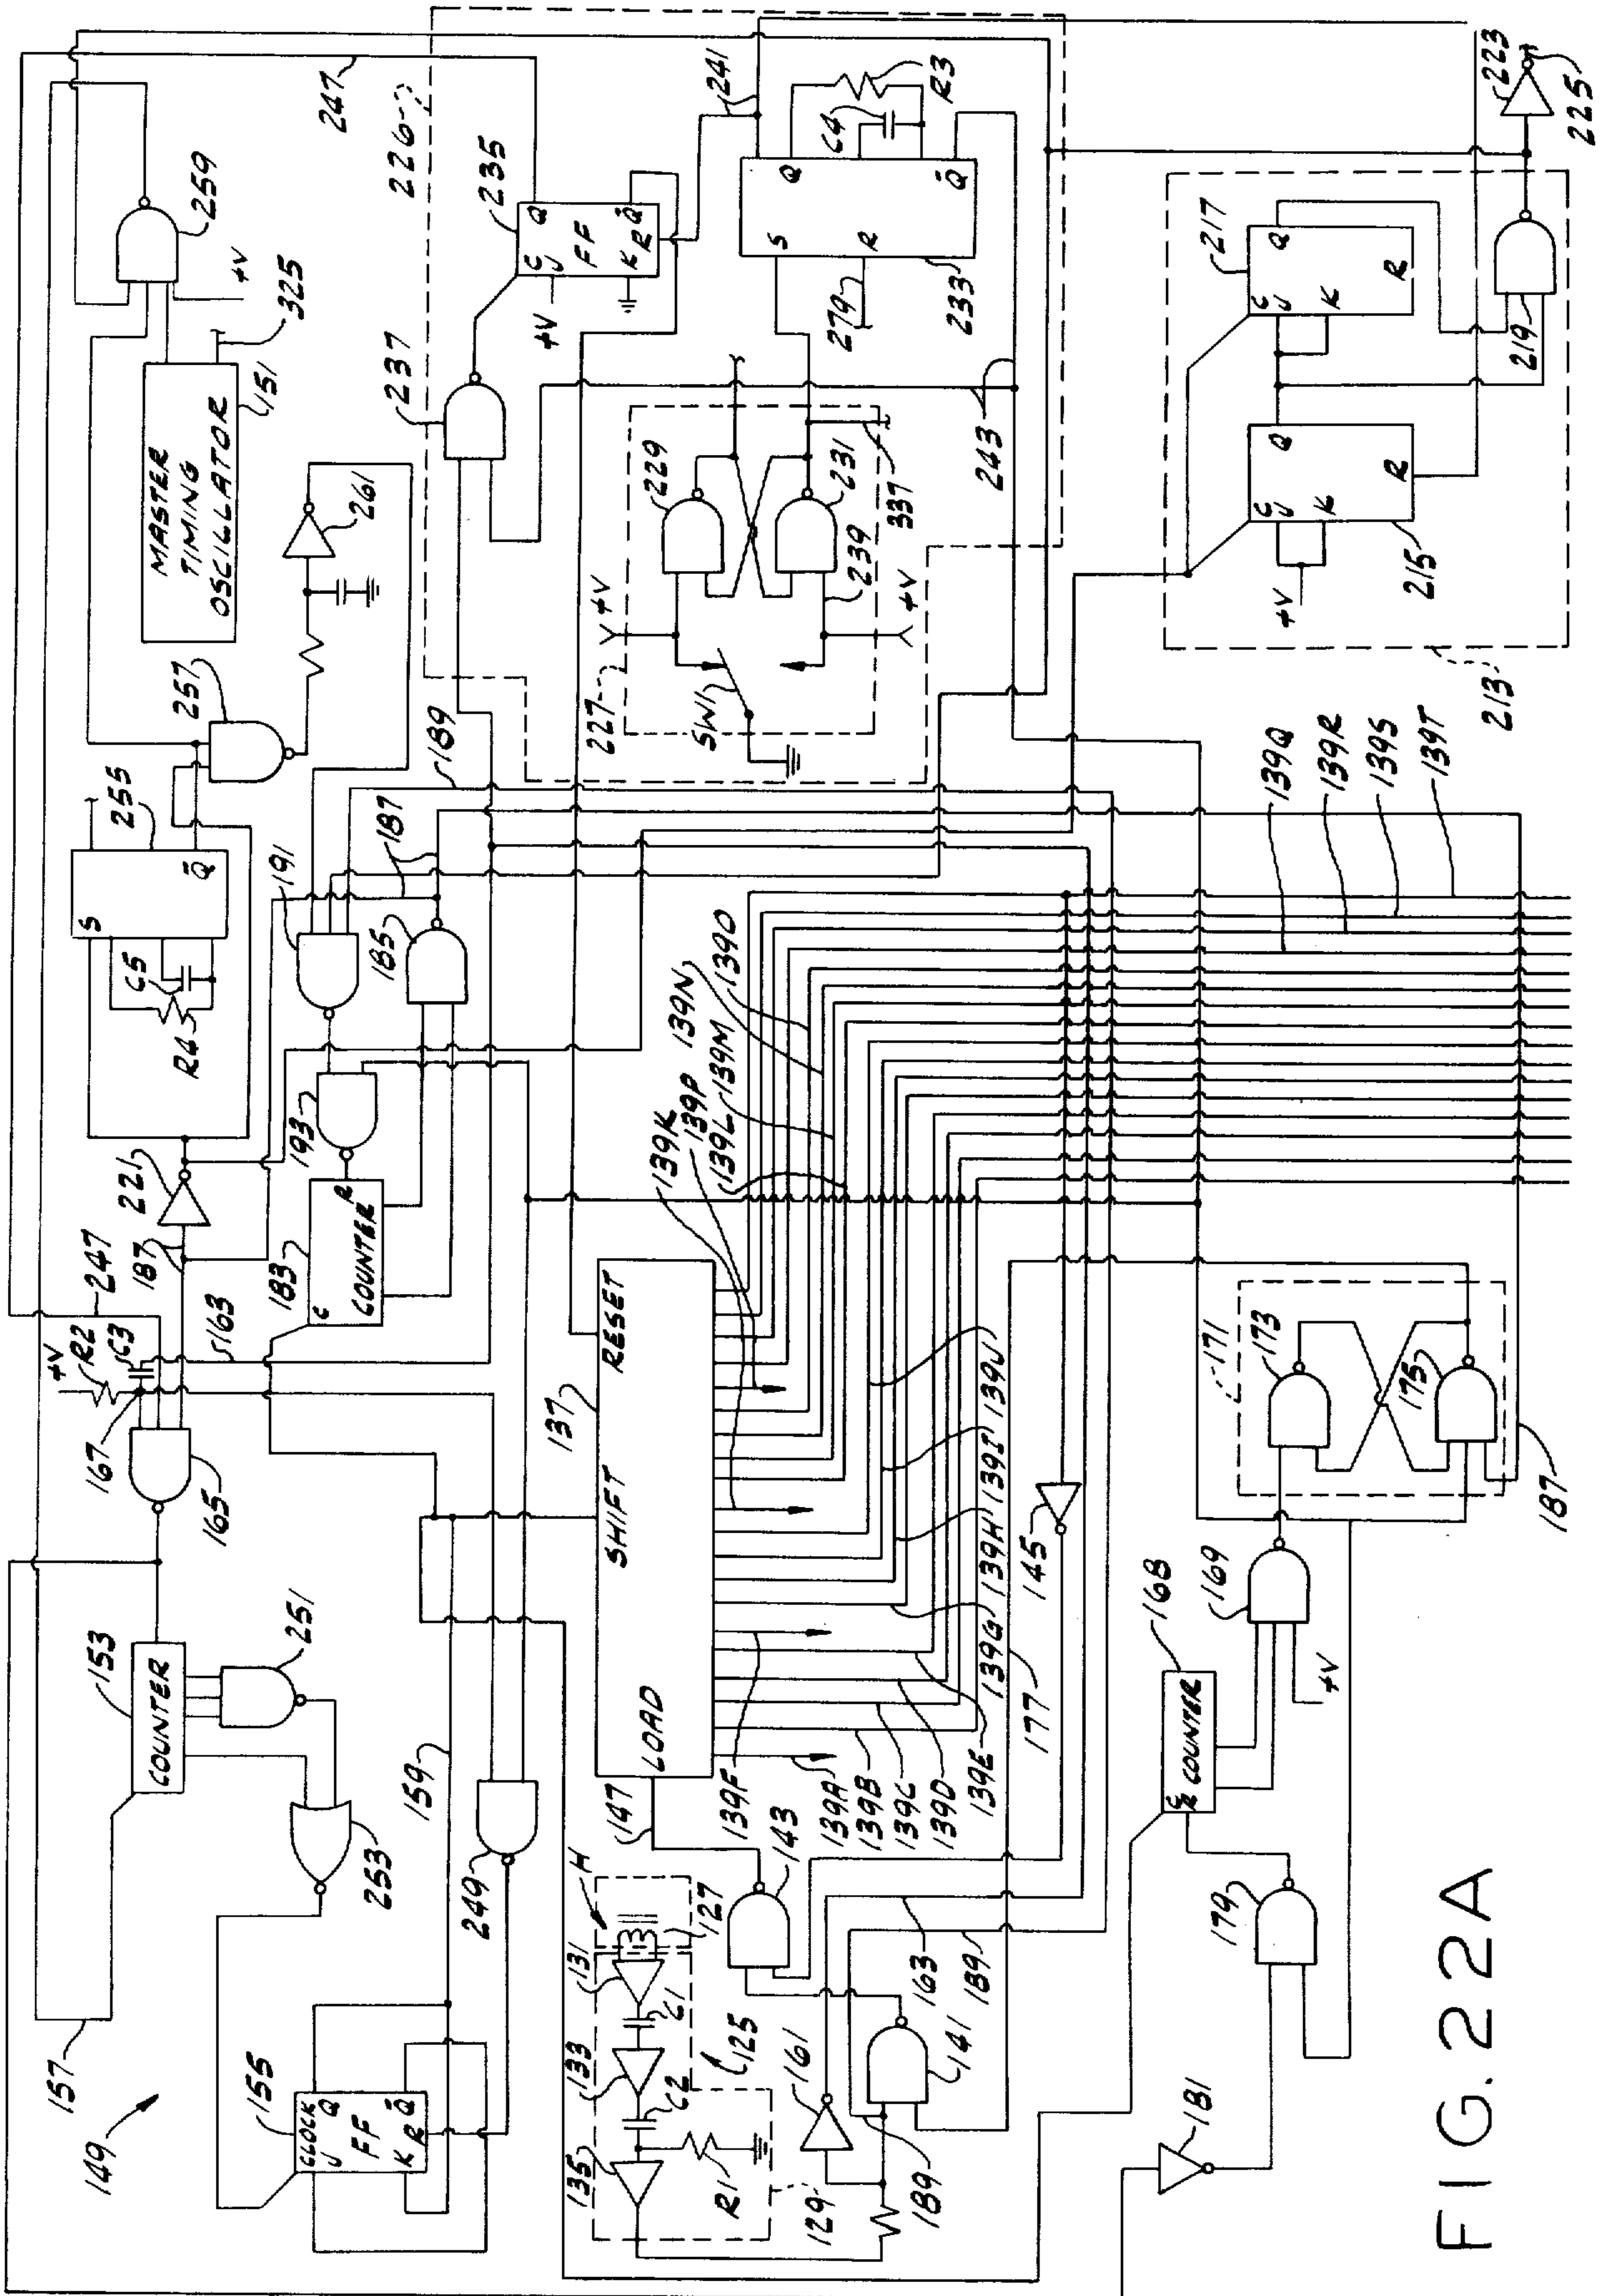 FIG. 22A
149
157
153
COUNTER
251
253
155
CLOCK
J
Q
FF
K
R
Q̄
159
249
167
165
+V
R2
C3
163
247
187
221
183
C
COUNTER
R
193
191
185
187
189
R4
C5
S
255
Q̄
257
261
MASTER
TIMING
OSCILLATOR
151
325
+V
259
247
226
237
+V
C
J
FF
K
Q
Q̄
R
235
241
227
+V
229
SW1
231
239
+V
337
243
S
R
279
233
Q
Q̄
C4
R3
213
+V
C
J
K
Q
R
215
C
J
K
Q
R
217
219
223
225
137
LOAD
SHIFT
RESET
147
139A
139B
139C
139D
139E
139F
139G
139H
139I
139J
139K
139P
139L
139M
139N
139O
139Q
139R
139S
139T
H
127
131
C1
133
C2
135
R1
125
129
161
189
141
143
163
189
177
145
181
179
168
C
R
COUNTER
169
+V
171
173
175
187